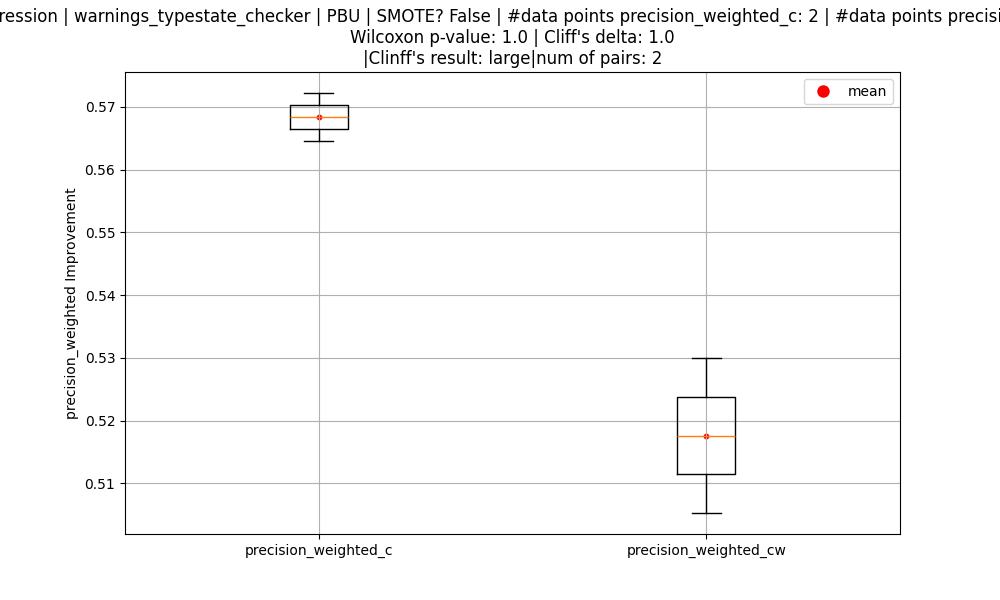 ression | warnings_typestate_checker | PBU | SMOTE? False | #data points precision_weighted_c: 2 | #data points precisi
Wilcoxon p-value: 1.0 | Cliff's delta: 1.0
|Clinff's result: large|num of pairs: 2
mean
0.57
0.56
0.55
0.54
0.53
0.52
0.51
precision_weighted Improvement
precision_weighted_c
precision_weighted_cw